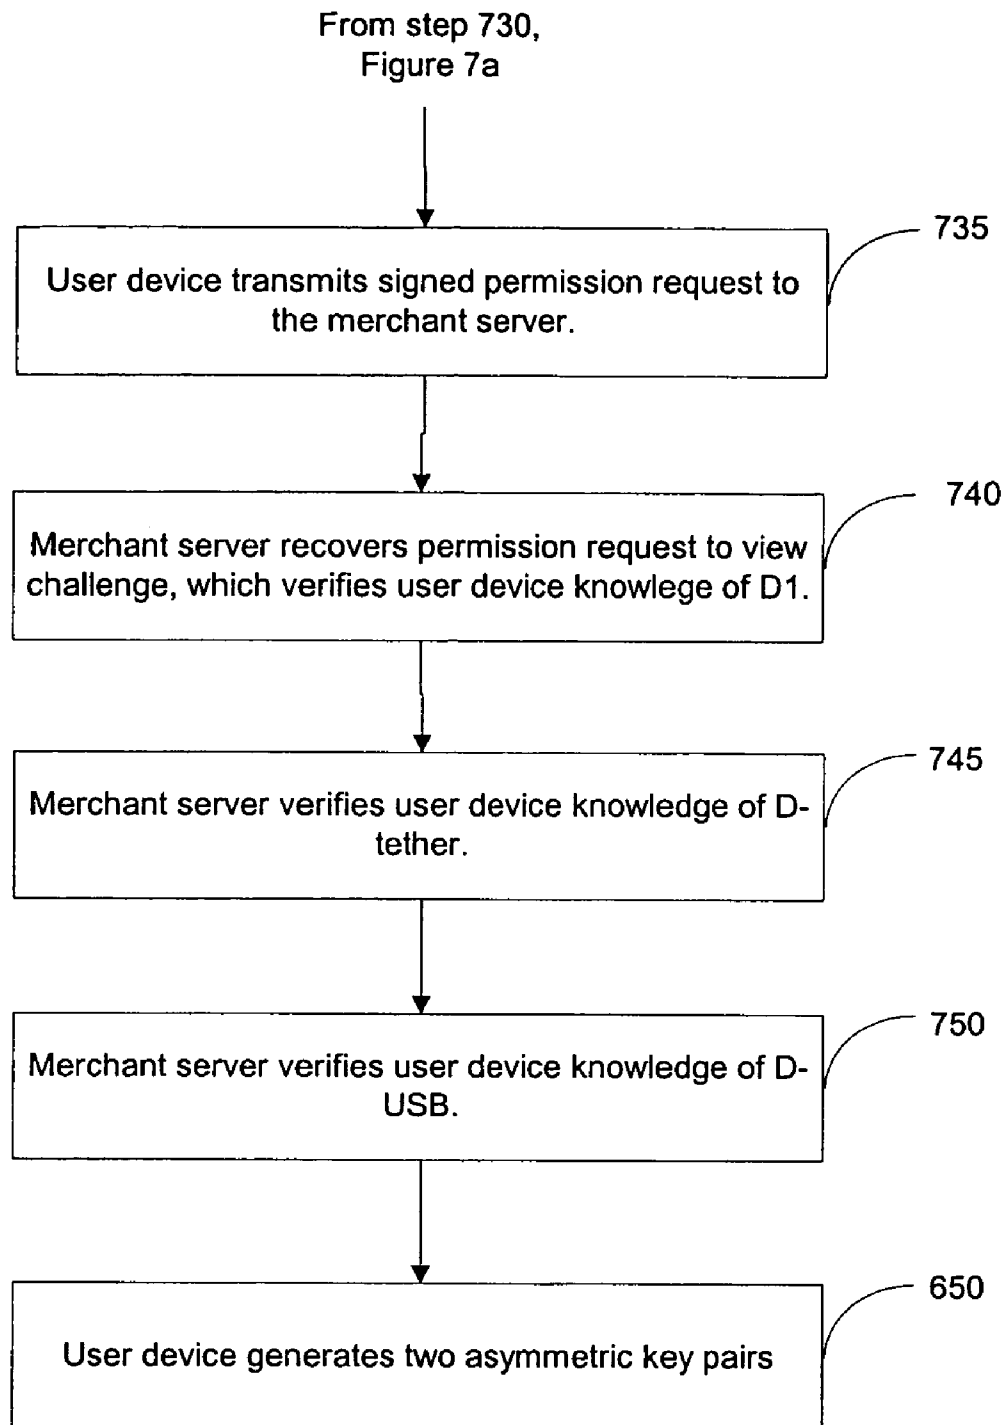 From step 730,
Figure 7a
735
User device transmits signed permission request to
the merchant server.
740
Merchant server recovers permission request to view
challenge, which verifies user device knowlege of D1.
745
Merchant server verifies user device knowledge of D-
tether.
750
Merchant server verifies user device knowledge of D-
USB.
650
User device generates two asymmetric key pairs